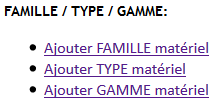 FAMILLE / TYPE / GAMME:
Ajouter FAMILLE matériel
Ajouter TYPE matériel
Ajouter GAMME matériel